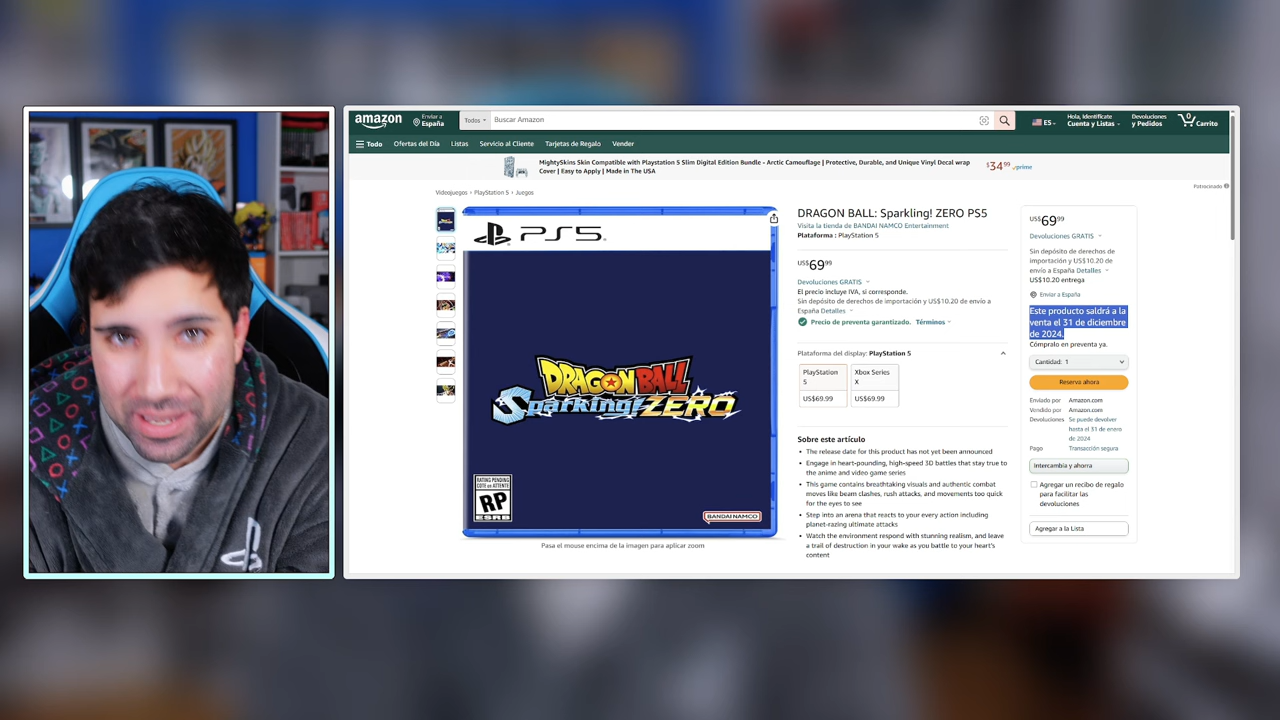 amazon
Enviar a
España
Todos
Buscar Amazon
ES
Hola, Identifícate
Cuenta y Listas
Devoluciones
y Pedidos
0
Carrito
Todo
Ofertas del Día
Listas
Servicio al Cliente
Tarjetas de Regalo
Vender
MightySkins Skin Compatible with Playstation 5 Slim Digital Edition Bundle - Arctic Camouflage | Protective, Durable, and Unique Vinyl Decal wrap
Cover | Easy to Apply | Made in The USA
$34⁹⁹ prime
Patrocinado
Videojuegos › PlayStation 5 › Juegos
PS5
DRAGON BALL
Sparking! ZERO
RATING PENDING
RP
ESRB
BANDAI NAMCO
Pasa el mouse encima de la imagen para aplicar zoom
DRAGON BALL: Sparkling! ZERO PS5
Visita la tienda de BANDAI NAMCO Entertainment
Plataforma : PlayStation 5
US$69⁹⁹
Devoluciones GRATIS
El precio incluye IVA, si corresponde.
Sin depósito de derechos de importación y US$10.20 de envío a
España Detalles
Precio de preventa garantizado. Términos
Plataforma del display: PlayStation 5
PlayStation
5
US$69.99
Xbox Series
X
US$69.99
Sobre este artículo
• The release date for this product has not yet been announced
• Engage in heart-pounding, high-speed 3D battles that stay true to
the anime and video game series
• This game contains breathtaking visuals and authentic combat
moves like beam clashes, rush attacks, and movements too quick
for the eyes to see
• Step into an arena that reacts to your every action including
planet-razing ultimate attacks
• Watch the environment respond with stunning realism, and leave
a trail of destruction in your wake as you battle to your heart's
content
US$69⁹⁹
Devoluciones GRATIS
Sin depósito de derechos de
importación y US$10.20 de
envío a España Detalles
US$10.20 entrega
Enviar a España
Este producto saldrá a la
venta el 31 de diciembre
de 2024.
Cómpralo en preventa ya.
Cantidad: 1
Reserva ahora
Enviado por Amazon.com
Vendido por Amazon.com
Devoluciones Se puede devolver
hasta el 31 de enero
de 2024
Pago Transacción segura
Intercambia y ahorra
Agregar un recibo de regalo
para facilitar las
devoluciones
Agregar a la Lista